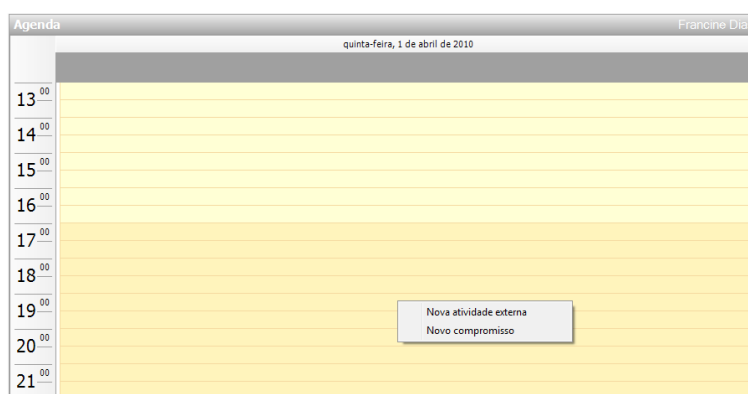 Agenda Francine Dia
quinta-feira, 1 de abril de 2010
13 00
14 00
15 00
16 00
17 00
18 00
19 00
Nova atividade externa
Novo compromisso
20 00
21 00